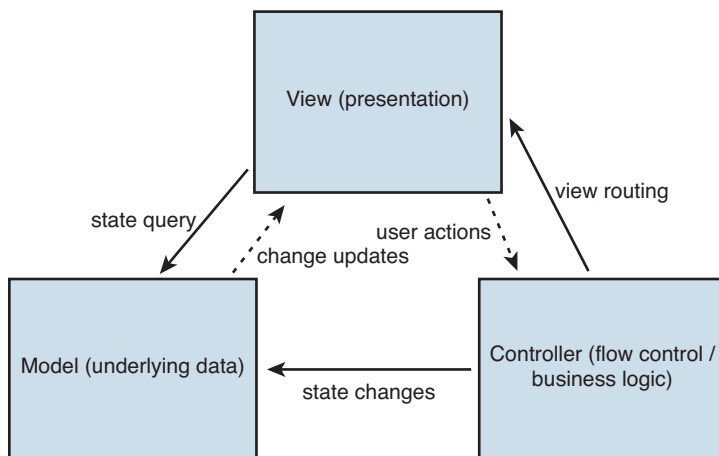 View (presentation)
view routing
state query
user actions
change updates
Model (underlying data)
Controller (flow control /
business logic)
state changes